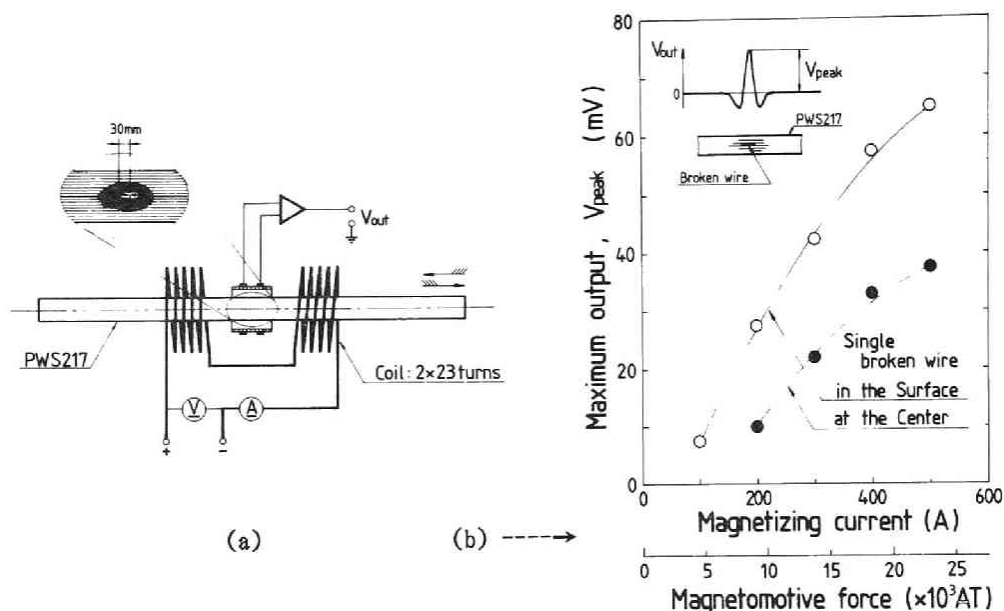 30mm
Vout
PWS217
Coil: 2×23turns
V
A
+
-
(a)
(b)
Maximum output, Vpeak (mV)
80
60
40
20
0
Vout
0
Vpeak
PWS217
Broken wire
Single
broken wire
in the Surface
at the Center
0 200 400 600
Magnetizing current (A)
0 5 10 15 20 25
Magnetomotive force (×10³AT)